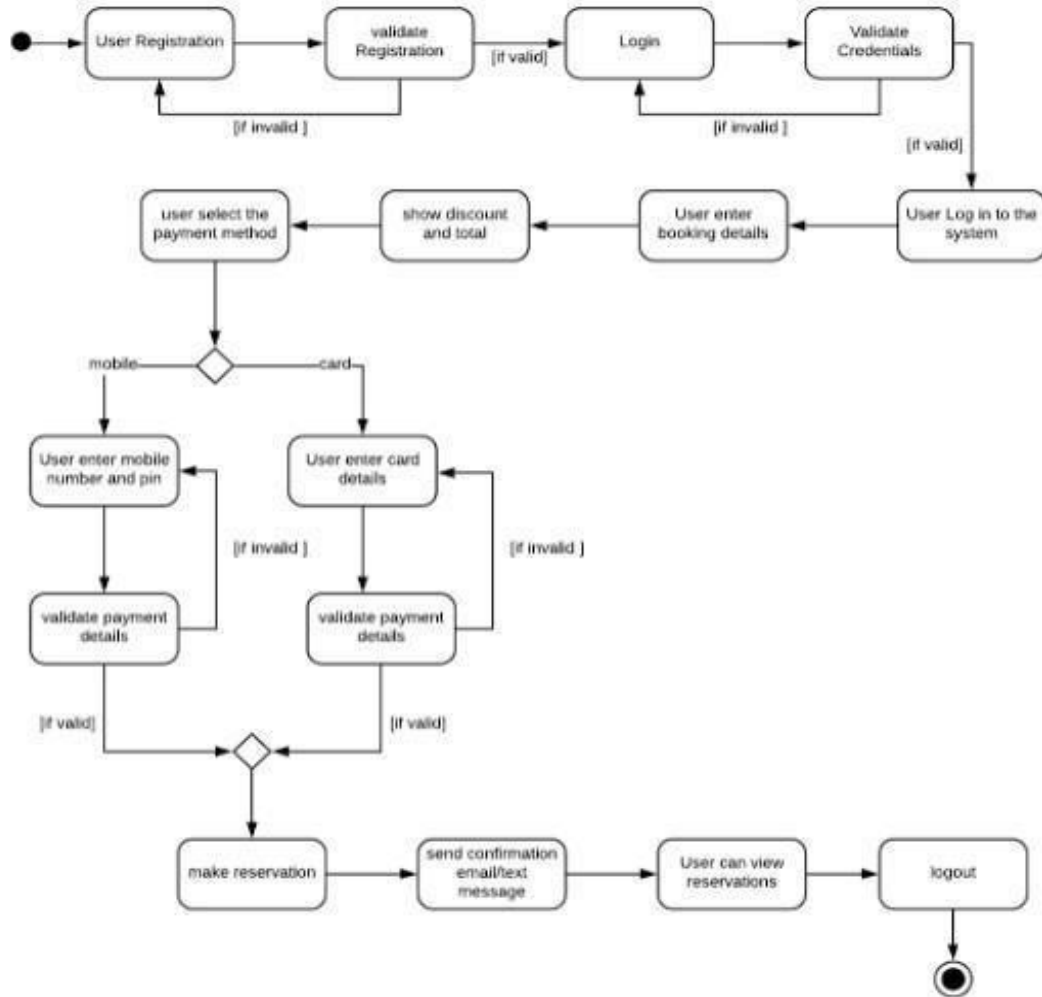 User Registration
validate
Registration
[if valid]
Login
Validate
Credentials
[if invalid ]
[if invalid ]
[if valid]
user select the
payment method
show discount
and total
User enter
booking details
User Log in to the
system
mobile
card
User enter mobile
number and pin
User enter card
details
[if invalid ]
[if invalid ]
validate payment
details
validate payment
details
[if valid]
[if valid]
make reservation
send confirmation
email/text
message
User can view
reservations
logout